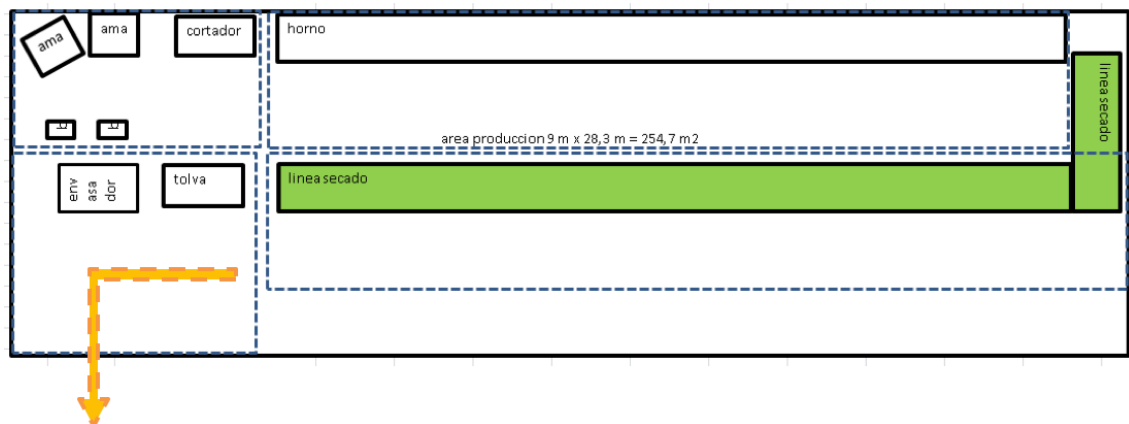 ama
ama
cortador
horno
linea secado
area produccion 9 m x 28,3 m = 254,7 m2
env
asa
dor
tolva
linea secado